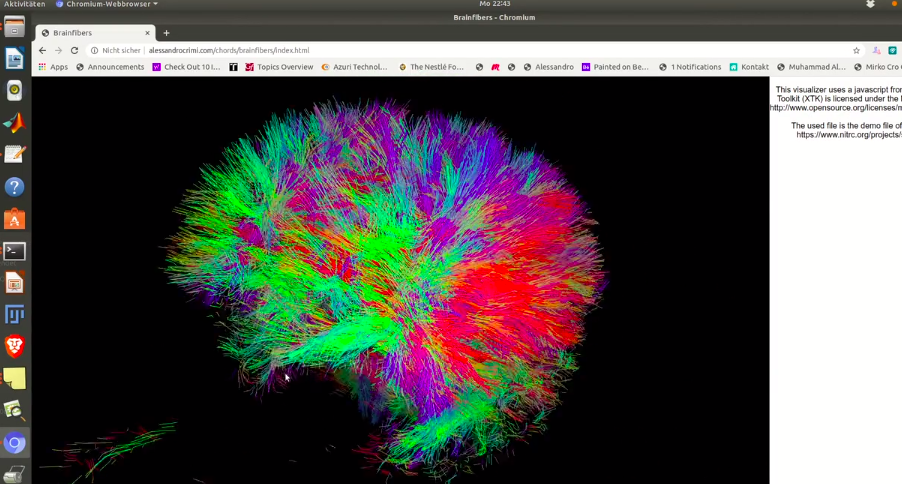 Aktivitäten
Chromium-Webbrowser
Mo 22:43
Brainfibers - Chromium
Brainfibers
Nicht sicher
alessandrocrimi.com/chords/brainfibers/index.html
Apps
Announcements
Check Out 10 I...
Topics Overview
Azuri Technol...
The Nestlé Fo...
Alessandro
Painted on Be...
1 Notifications
Kontakt
Muhammad Al...
Mirko Cro
This visualizer uses a javascript
Toolkit (XTK) is licensed under the
http://www.opensource.org/licenses/
The used file is the demo file of
https://www.nitrc.org/projects/